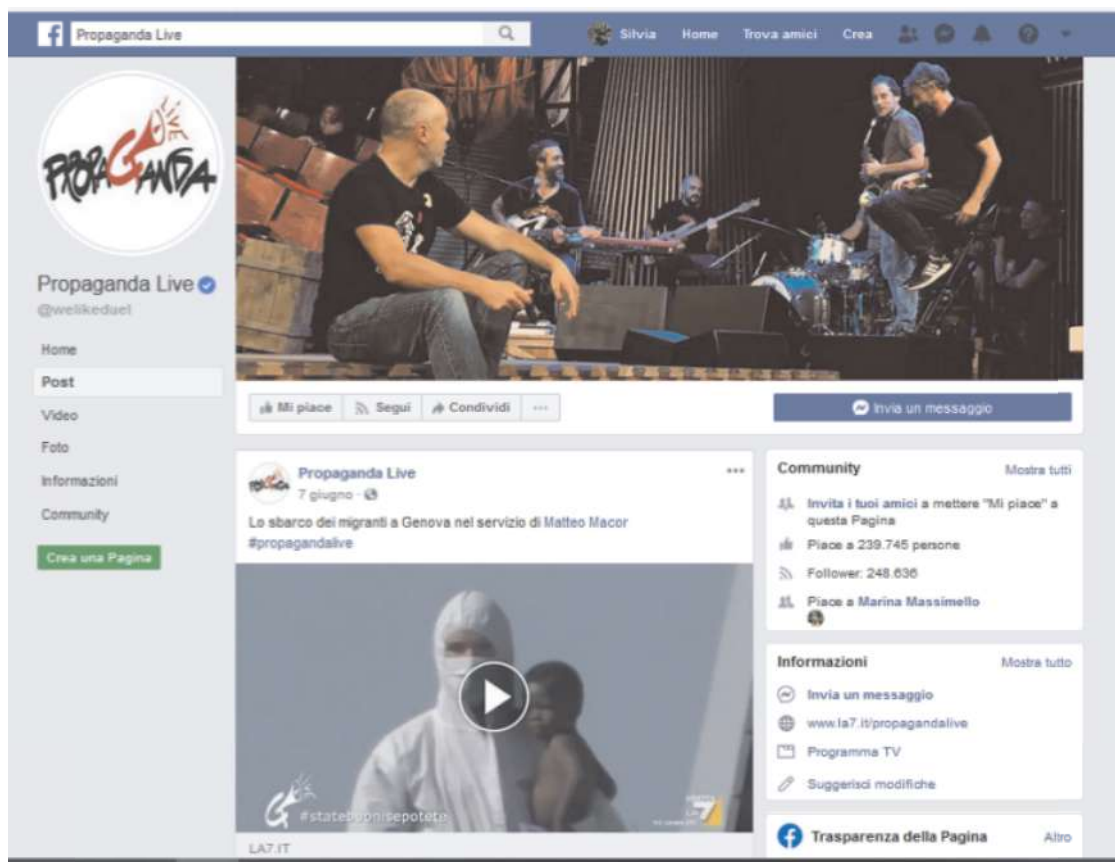 Propaganda Live
Silvia Home Trova amici Crea
LIVE
PROPAGANDA
Propaganda Live
@welikeduel
Home
Post
Video
Foto
Informazioni
Community
Crea una Pagina
Mi piace Segui Condividi
Invia un messaggio
Propaganda Live
7 giugno
Lo sbarco dei migranti a Genova nel servizio di Matteo Macor
#propagandalive
#statebuonisepotete
LA7.IT
Community Mostra tutti
Invita i tuoi amici a mettere "Mi piace" a
questa Pagina
Piace a 239.745 persone
Follower: 248.636
Piace a Marina Massimello
Informazioni Mostra tutto
Invia un messaggio
www.la7.it/propagandalive
Programma TV
Suggerisci modifiche
Trasparenza della Pagina Altro